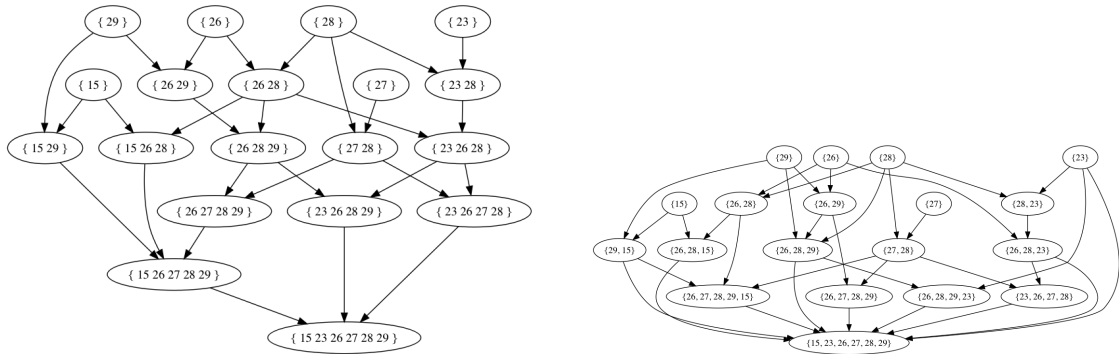 { 29 } { 26 } { 28 } { 23 }
{ 15 } { 26 29 } { 26 28 } { 27 } { 23 28 }
{ 15 29 } { 15 26 28 } { 26 28 29 } { 27 28 } { 23 26 28 }
{ 26 27 28 29 } { 23 26 28 29 } { 23 26 27 28 }
{ 15 26 27 28 29 }
{ 15 23 26 27 28 29 }
{29} {26} {28} {23}
{15} {26, 28} {26, 29} {27} {28, 23}
{29, 15} {26, 28, 15} {26, 28, 29} {27, 28} {26, 28, 23}
{26, 27, 28, 29, 15} {26, 27, 28, 29} {26, 28, 29, 23} {23, 26, 27, 28}
{15, 23, 26, 27, 28, 29}